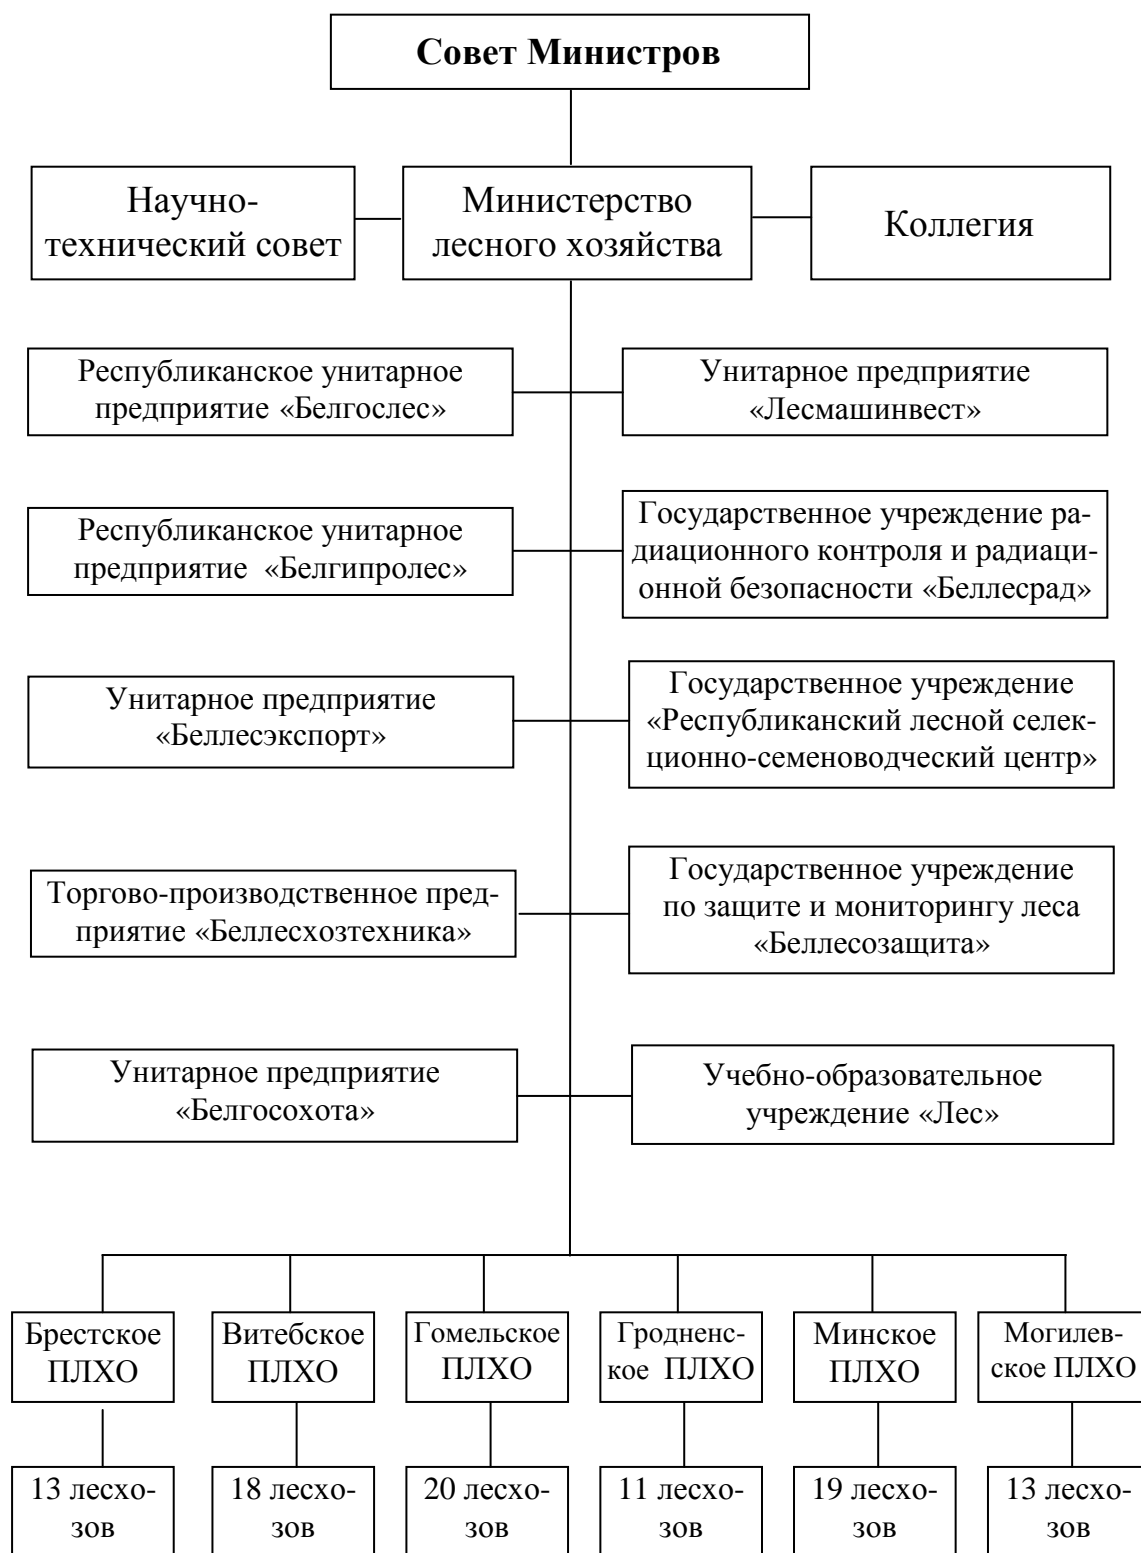 Совет Министров
Научно-
технический совет
Министерство
лесного хозяйства
Коллегия
Республиканское унитарное
предприятие «Белгослес»
Унитарное предприятие
«Лесмашинвест»
Республиканское унитарное
предприятие «Белгипролес»
Государственное учреждение ра-
диационного контроля и радиаци-
онной безопасности «Беллесрад»
Унитарное предприятие
«Беллесэкспорт»
Государственное учреждение
«Республиканский лесной селек-
ционно-семеноводческий центр»
Торгово-производственное пред-
приятие «Беллесхозтехника»
Государственное учреждение
по защите и мониторингу леса
«Беллесозащита»
Унитарное предприятие
«Белгосохота»
Учебно-образовательное
учреждение «Лес»
Брестское
ПЛХО
Витебское
ПЛХО
Гомельское
ПЛХО
Гродненс-
кое ПЛХО
Минское
ПЛХО
Могилев-
ское ПЛХО
13 лесхо-
зов
18 лесхо-
зов
20 лесхо-
зов
11 лесхо-
зов
19 лесхо-
зов
13 лесхо-
зов